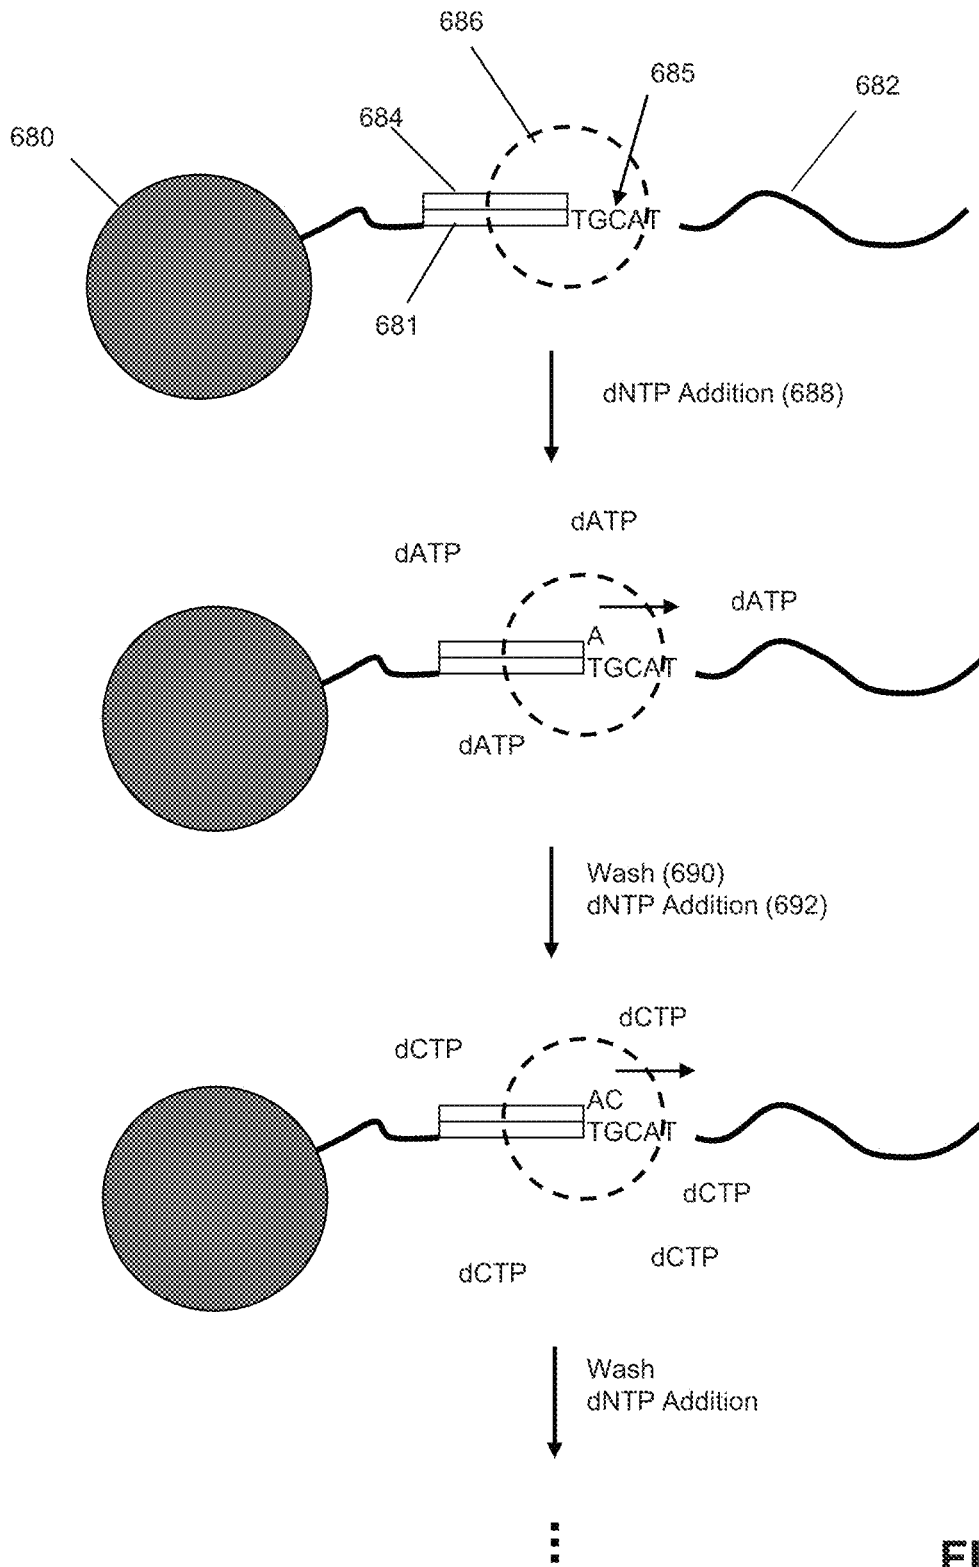 686
685
682
684
680
TGCAT
681
dNTP Addition (688)
dATP
dATP
dATP
A
TGCAT
dATP
Wash (690)
dNTP Addition (692)
dCTP
dCTP
AC
TGCAT
dCTP
dCTP
dCTP
Wash
dNTP Addition